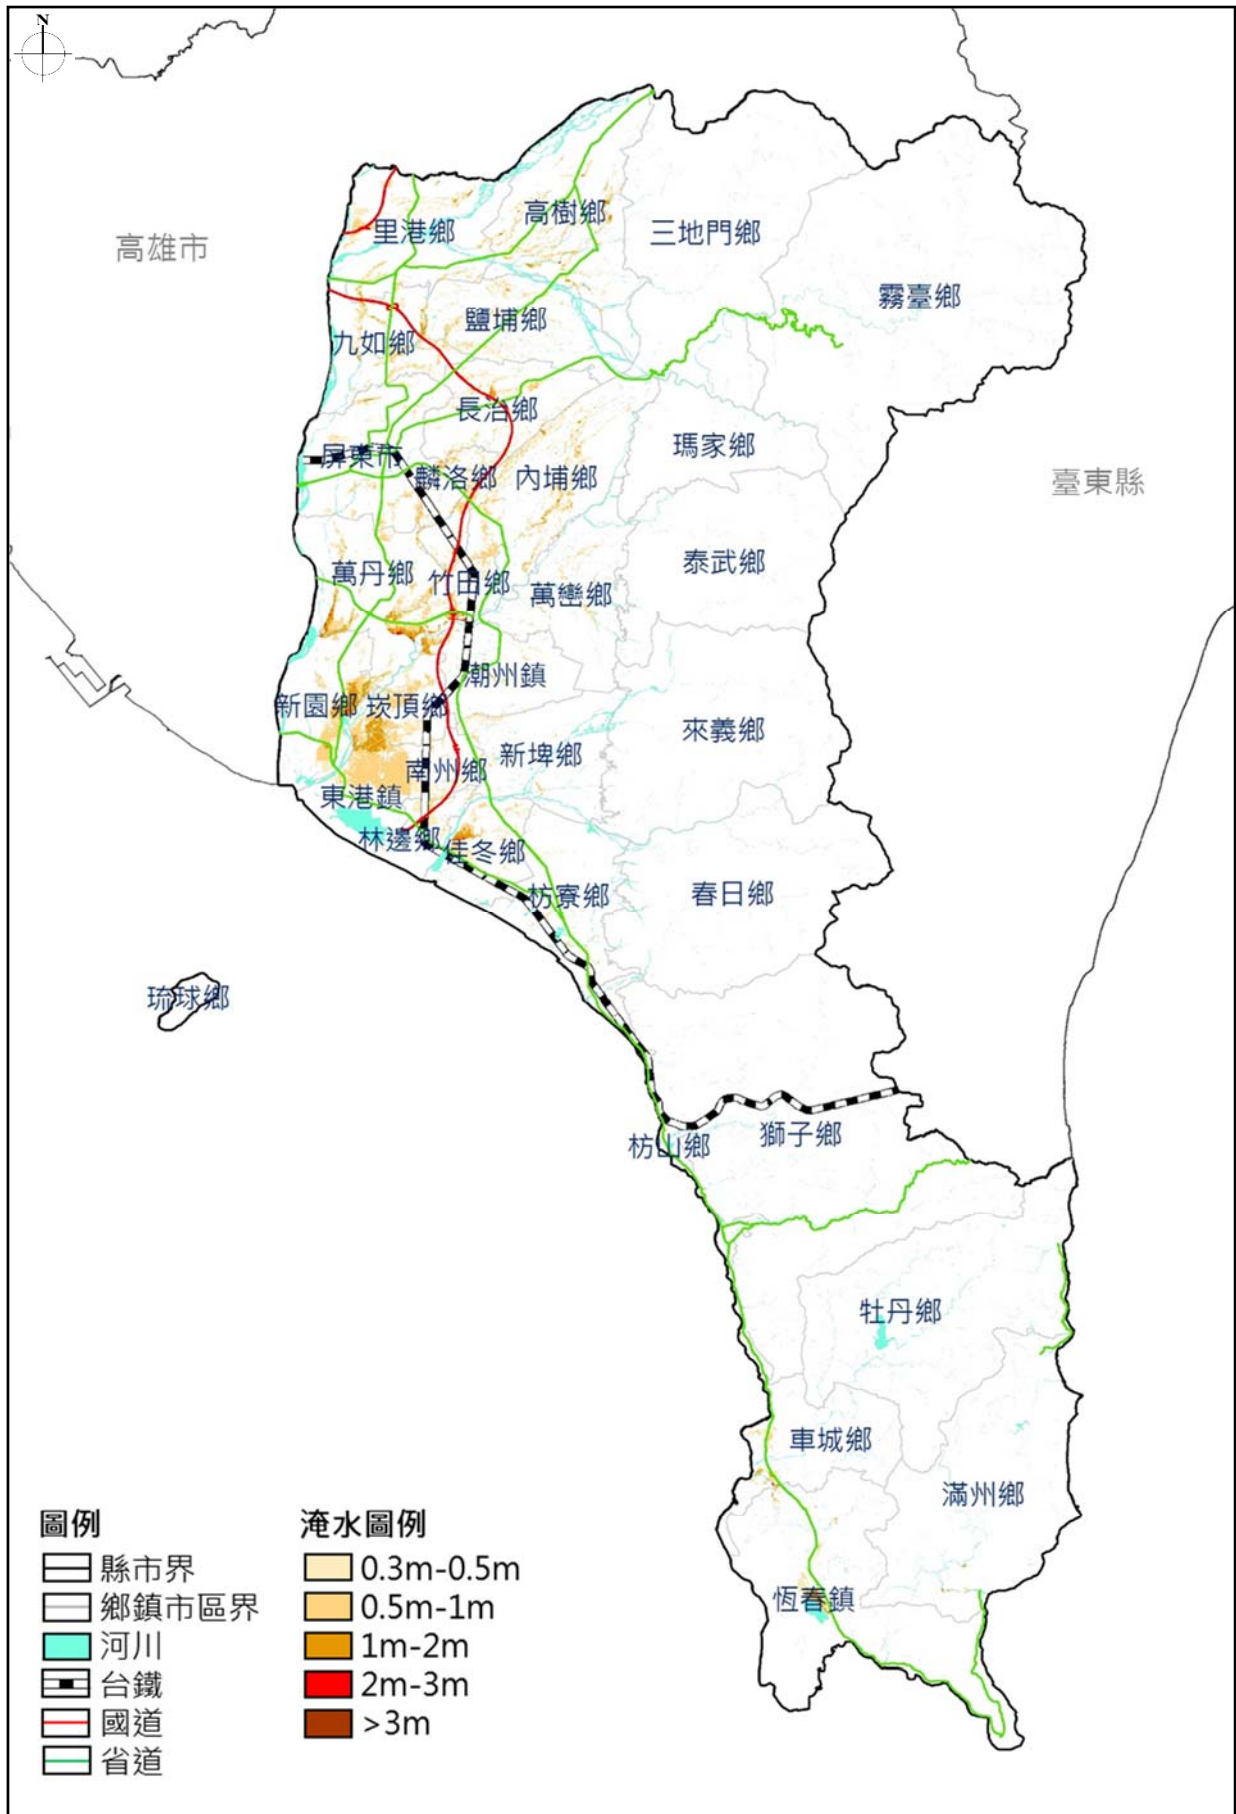 N
高雄市
里港鄉
高樹鄉
三地門鄉
霧臺鄉
九如鄉
鹽埔鄉
長治鄉
瑪家鄉
屏東市
麟洛鄉
內埔鄉
臺東縣
萬丹鄉
竹田鄉
萬巒鄉
泰武鄉
潮州鎮
新園鄉
崁頂鄉
來義鄉
新埤鄉
南州鄉
東港鎮
林邊鄉
佳冬鄉
枋寮鄉
春日鄉
琉球鄉
枋山鄉
獅子鄉
牡丹鄉
車城鄉
滿州鄉
恆春鎮
圖例
縣市界
鄉鎮市區界
河川
台鐵
國道
省道
淹水圖例
0.3m-0.5m
0.5m-1m
1m-2m
2m-3m
>3m